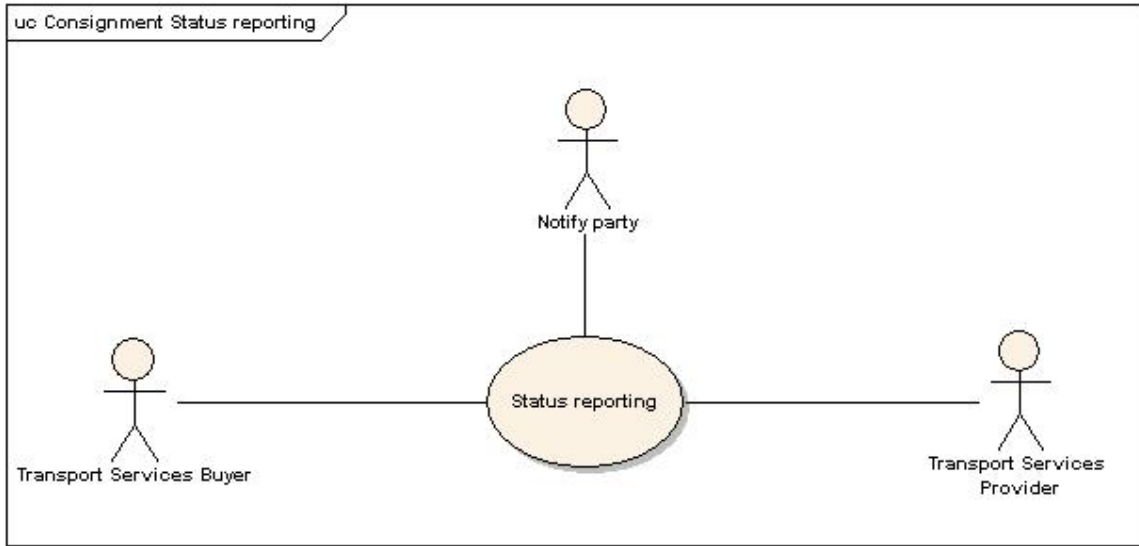 uc Consignment Status reporting
Notify party
Status reporting
Transport Services Buyer
Transport Services
Provider